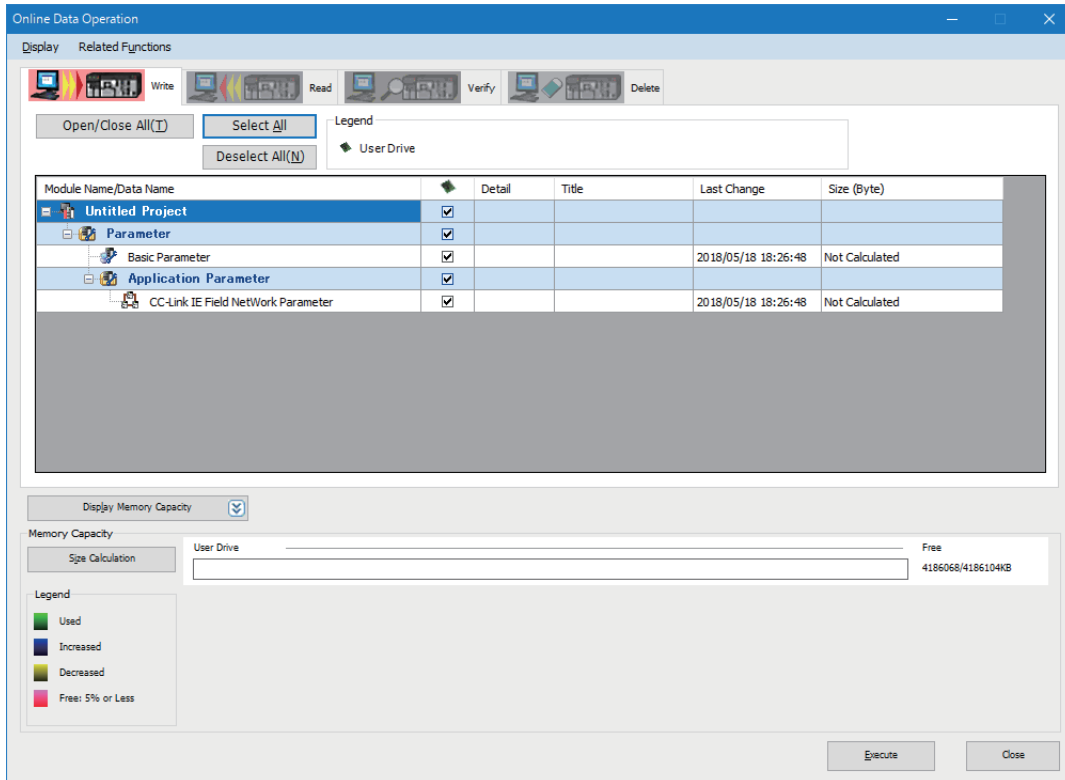 Online Data Operation
Display Related Functions
Write Read Verify Delete
Open/Close All(T) Select All Legend
User Drive
Deselect All(N)
Module Name/Data Name Detail Title Last Change Size (Byte)
Untitled Project
Parameter
Basic Parameter 2018/05/18 18:26:48 Not Calculated
Application Parameter
CC-Link IE Field NetWork Parameter 2018/05/18 18:26:48 Not Calculated
Display Memory Capacity
Memory Capacity
User Drive Free
Size Calculation 4186068/4186104KB
Legend
Used
Increased
Decreased
Free: 5% or Less
Execute Close